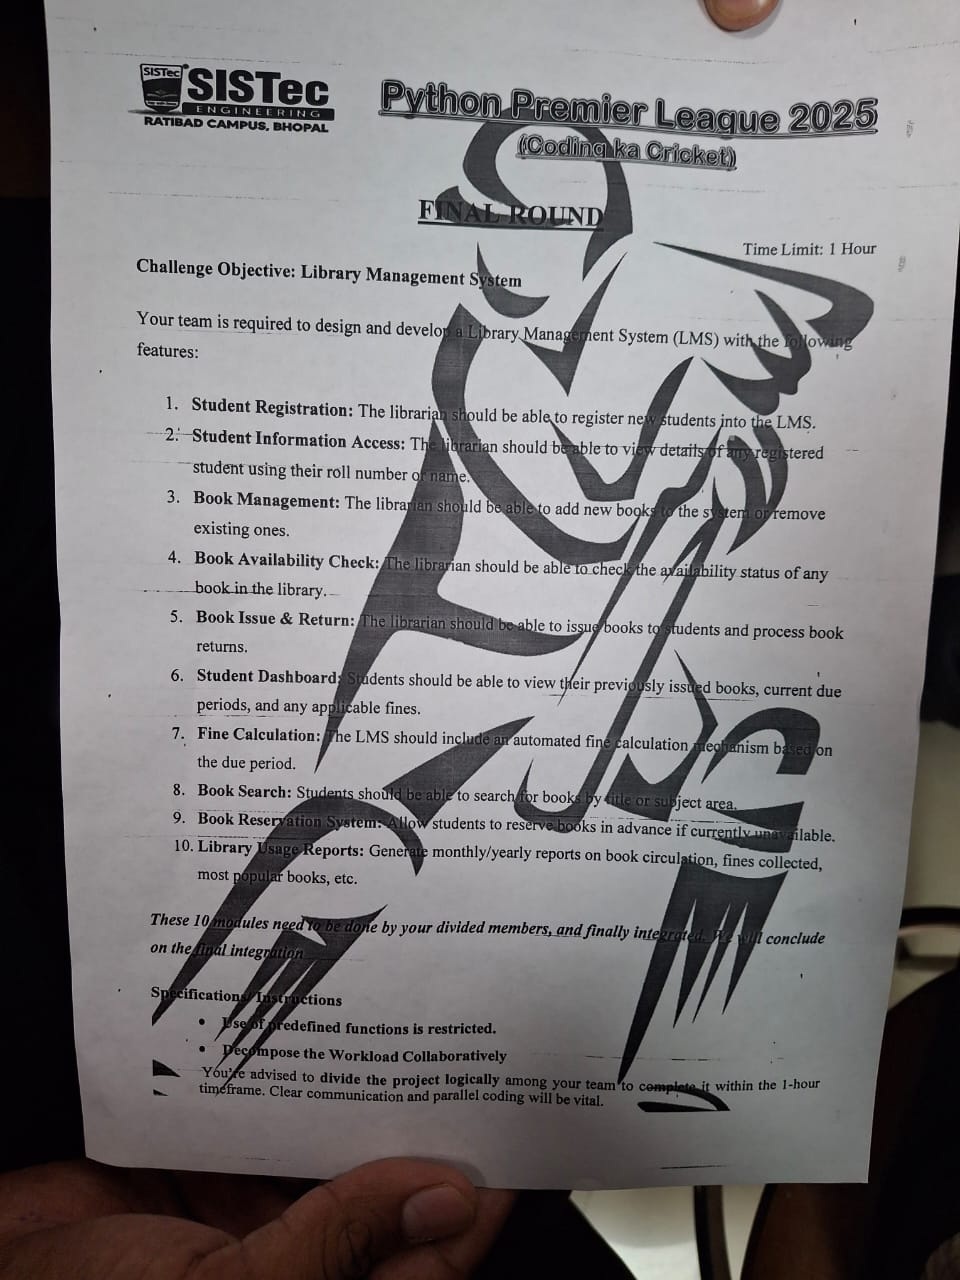 SISTec
SISTec
ENGINEERING
RATIBAD CAMPUS, BHOPAL
Python Premier League 2025
(Coding ka Cricket)
FINAL ROUND
Time Limit: 1 Hour
Challenge Objective: Library Management System
Your team is required to design and develop a Library Management System (LMS) with the following
features:
1. Student Registration: The librarian should be able to register new students into the LMS.
2. Student Information Access: The librarian should be able to view details of any registered
student using their roll number or name.
3. Book Management: The librarian should be able to add new books to the system or remove
existing ones.
4. Book Availability Check: The librarian should be able to check the availability status of any
book in the library.
5. Book Issue & Return: The librarian should be able to issue books to students and process book
returns.
6. Student Dashboard: Students should be able to view their previously issued books, current due
periods, and any applicable fines.
7. Fine Calculation: The LMS should include an automated fine calculation mechanism based on
the due period.
8. Book Search: Students should be able to search for books by title or subject area.
9. Book Reservation System: Allow students to reserve books in advance if currently unavailable.
10. Library Usage Reports: Generate monthly/yearly reports on book circulation, fines collected,
most popular books, etc.
These 10 modules need to be done by your divided members, and finally integrated. We will conclude
on the final integration
Specification/Instructions
• Use of predefined functions is restricted.
• Decompose the Workload Collaboratively
You're advised to divide the project logically among your team to complete it within the 1-hour
timeframe. Clear communication and parallel coding will be vital.